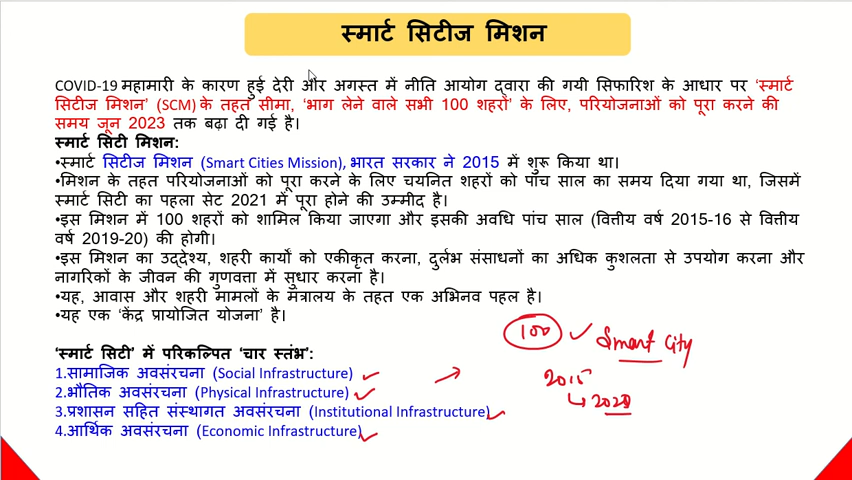 स्मार्ट सिटीज मिशन
COVID-19 महामारी के कारण हुई देरी और अगस्त में नीति आयोग द्वारा की गयी सिफारिश के आधार पर 'स्मार्ट
सिटीज मिशन' (SCM) के तहत सीमा, 'भाग लेने वाले सभी 100 शहरों' के लिए, परियोजनाओं को पूरा करने की
समय जून 2023 तक बढ़ा दी गई है।
स्मार्ट सिटी मिशन:
•स्मार्ट सिटीज मिशन (Smart Cities Mission), भारत सरकार ने 2015 में शुरू किया था।
•मिशन के तहत परियोजनाओं को पूरा करने के लिए चयनित शहरों को पांच साल का समय दिया गया था, जिसमें
स्मार्ट सिटी का पहला सेट 2021 में पूरा होने की उम्मीद है।
•इस मिशन में 100 शहरों को शामिल किया जाएगा और इसकी अवधि पांच साल (वित्तीय वर्ष 2015-16 से वित्तीय
वर्ष 2019-20) की होगी।
•इस मिशन का उद्देश्य, शहरी कार्यों को एकीकृत करना, दुर्लभ संसाधनों का अधिक कुशलता से उपयोग करना और
नागरिकों के जीवन की गुणवत्ता में सुधार करना है।
•यह, आवास और शहरी मामलों के मंत्रालय के तहत एक अभिनव पहल है।
•यह एक 'केंद्र प्रायोजित योजना' है।
100 Smart City
'स्मार्ट सिटी' में परिकल्पित 'चार स्तंभ':
1.सामाजिक अवसंरचना (Social Infrastructure)
2015
2.भौतिक अवसंरचना (Physical Infrastructure)
3.प्रशासन सहित संस्थागत अवसंरचना (Institutional Infrastructure)
4.आर्थिक अवसंरचना (Economic Infrastructure)